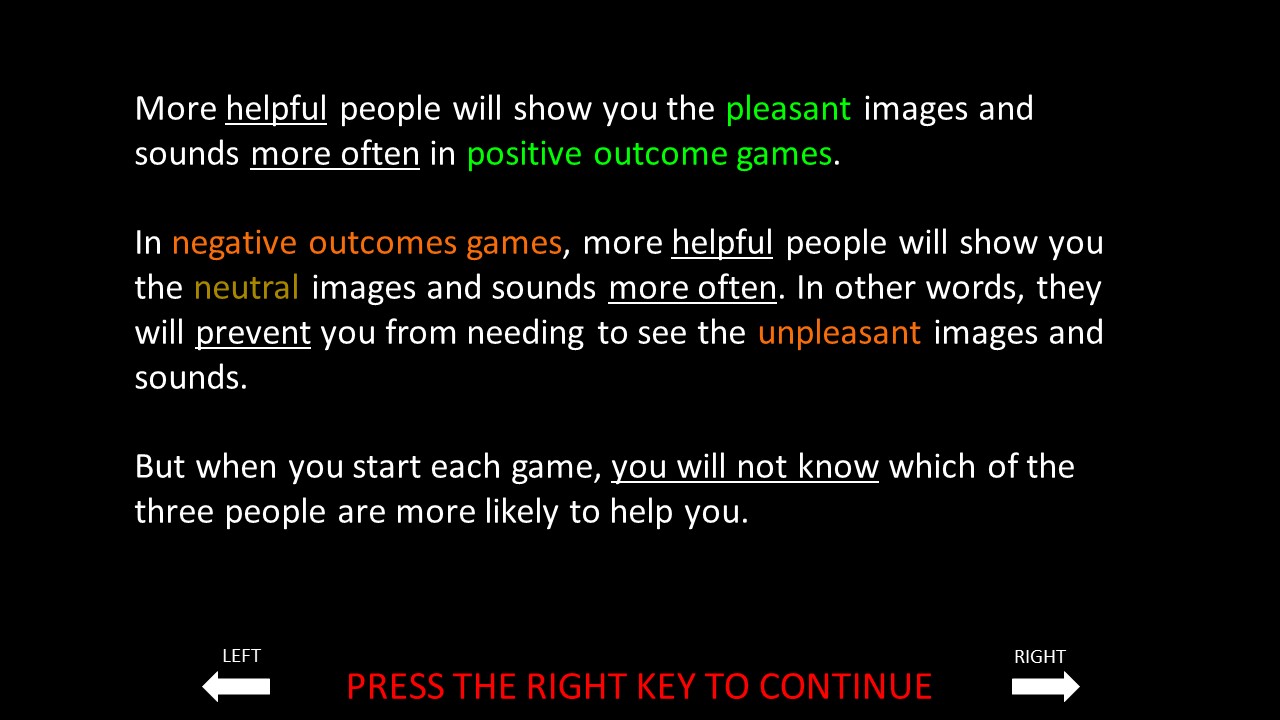 More helpful people will show you the pleasant images and
sounds more often in positive outcome games.
In negative outcomes games, more helpful people will show you
the neutral images and sounds more often. In other words, they
will prevent you from needing to see the unpleasant images and
sounds.
But when you start each game, you will not know which of the
three people are more likely to help you.
LEFT
RIGHT
PRESS THE RIGHT KEY TO CONTINUE